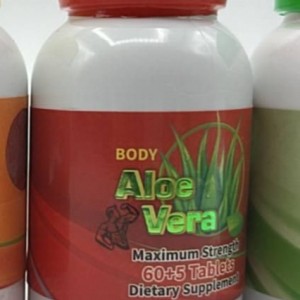 BODY
Aloe
Vera
Maximum Strength
60+5 Tablets
Dietary Supplement